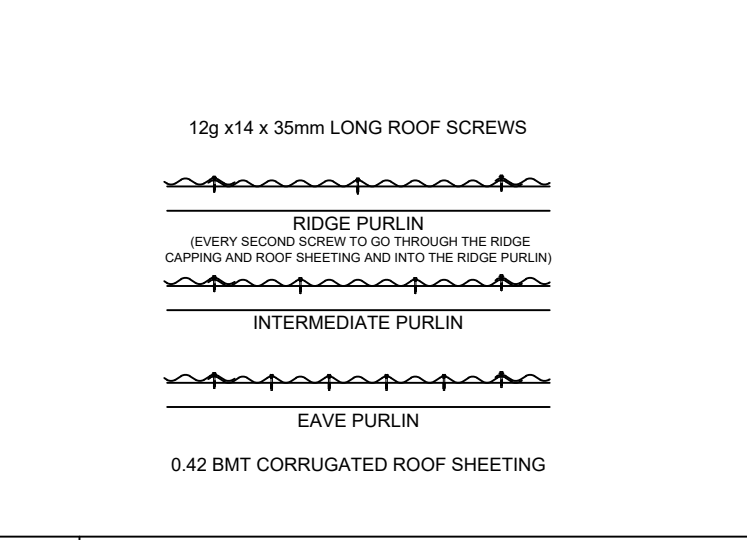 12g x14 x 35mm LONG ROOF SCREWS
RIDGE PURLIN
(EVERY SECOND SCREW TO GO THROUGH THE RIDGE
CAPPING AND ROOF SHEETING AND INTO THE RIDGE PURLIN)
INTERMEDIATE PURLIN
EAVE PURLIN
0.42 BMT CORRUGATED ROOF SHEETING